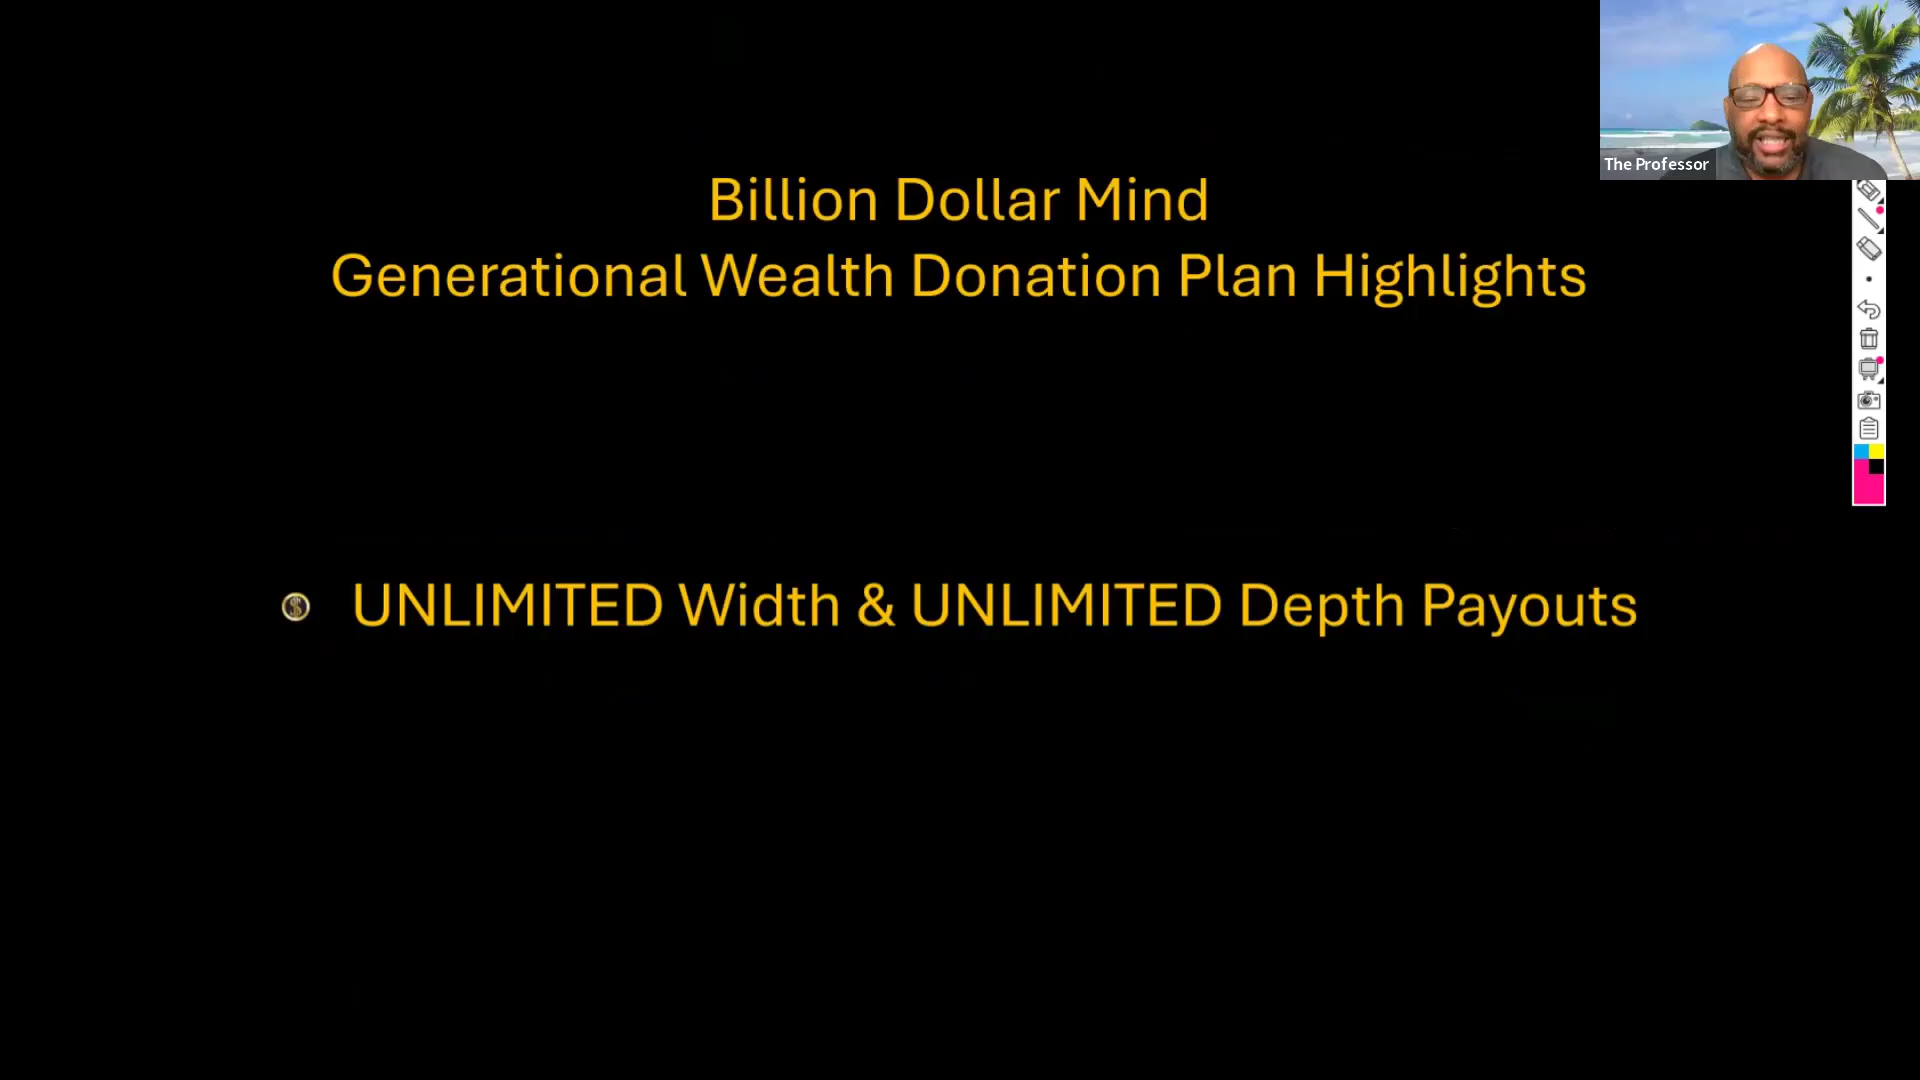 The Professor
Billion Dollar Mind
Generational Wealth Donation Plan Highlights
UNLIMITED Width & UNLIMITED Depth Payouts